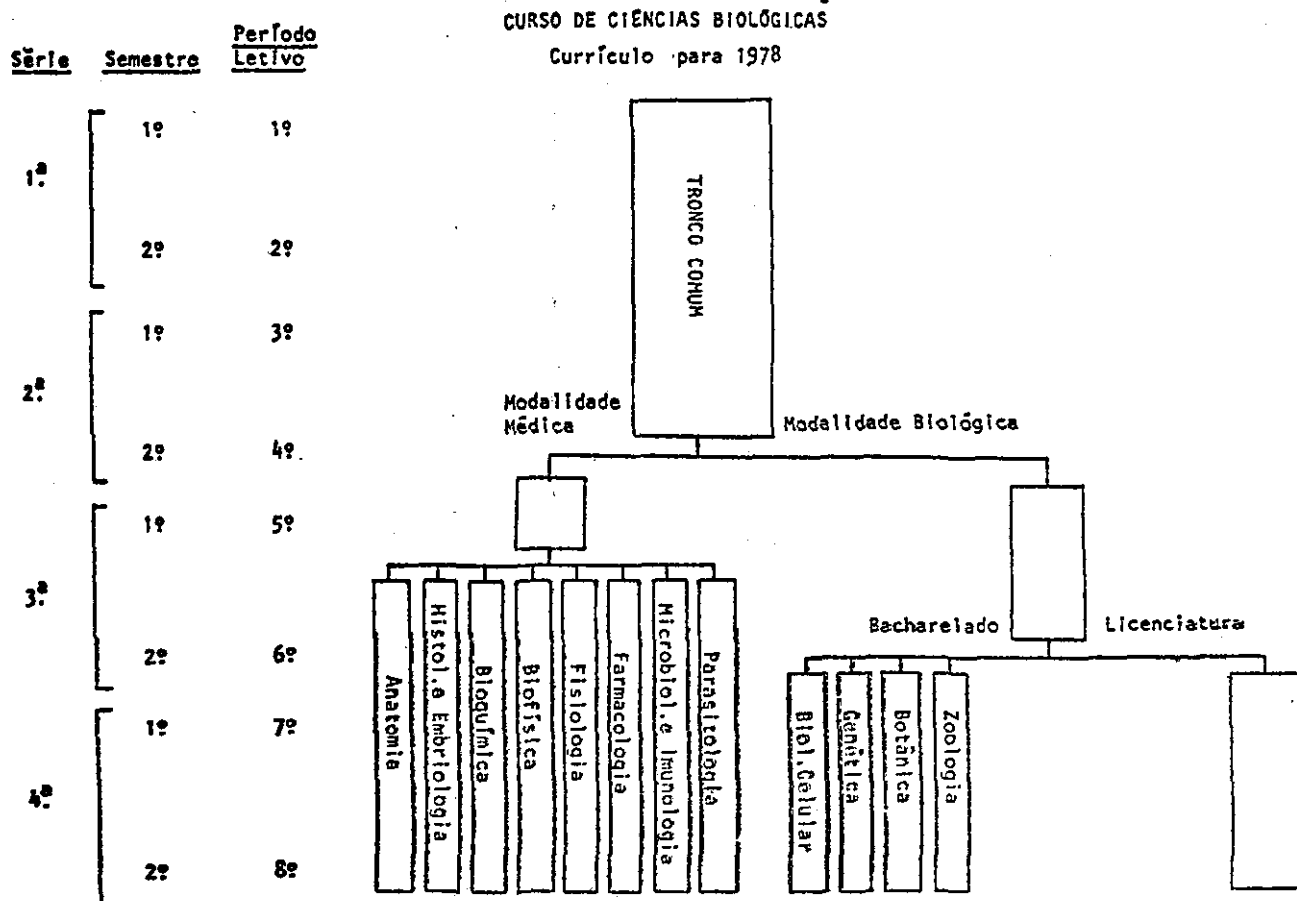 CURSO DE CIÊNCIAS BIOLÓGICAS
Currículo para 1978
Série Semestre Período
Letivo
1ª
1º 1º
2º 2º
2ª
1º 3º
2º 4º
3ª
1º 5º
2º 6º
4ª
1º 7º
2º 8º
TRONCO COMUM
Modalidade
Médica
Modalidade Biológica
Anatomia
Histol.e Embriologia
Bioquímica
Biofísica
Fisiologia
Farmacologia
Microbiol.e Imunologia
Parasitologia
Bacharelado
Licenciatura
Biol.Celular
Genética
Botânica
Zoologia